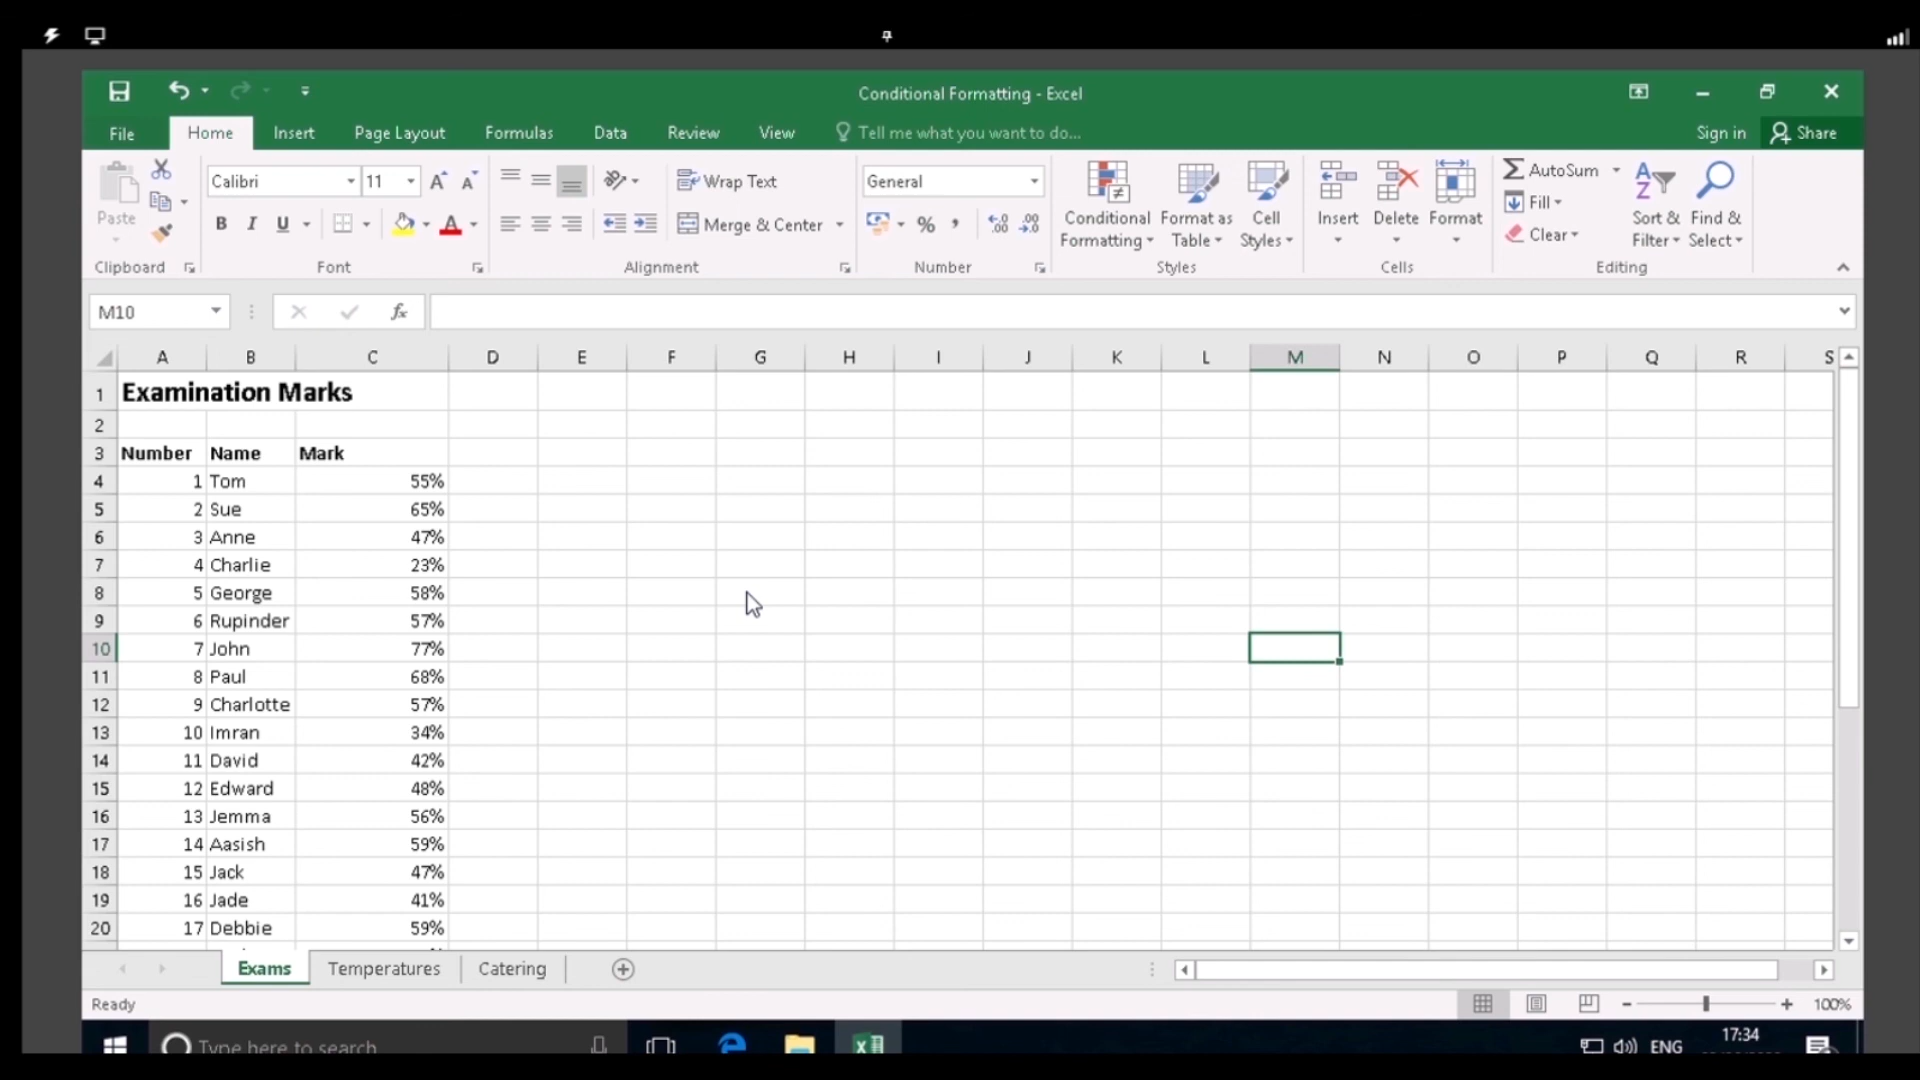 Conditional Formatting - Excel
File Home Insert Page Layout Formulas Data Review View Tell me what you want to do... Sign in Share
Paste
Clipboard
Calibri 11
B I U
Font
Wrap Text
Merge & Center
Alignment
General
%
Number
Conditional Formatting
Format as Table
Cell Styles
Styles
Insert Delete Format
Cells
AutoSum
Fill
Clear
Sort & Filter
Find & Select
Editing
M10 fx
A B C D E F G H I J K L M N O P Q R S
1 Examination Marks
2
3 Number Name Mark
4 1 Tom 55%
5 2 Sue 65%
6 3 Anne 47%
7 4 Charlie 23%
8 5 George 58%
9 6 Rupinder 57%
10 7 John 77%
11 8 Paul 68%
12 9 Charlotte 57%
13 10 Imran 34%
14 11 David 42%
15 12 Edward 48%
16 13 Jemma 56%
17 14 Aasish 59%
18 15 Jack 47%
19 16 Jade 41%
20 17 Debbie 59%
Exams Temperatures Catering
Ready 100%
Type here to search ENG 17:34